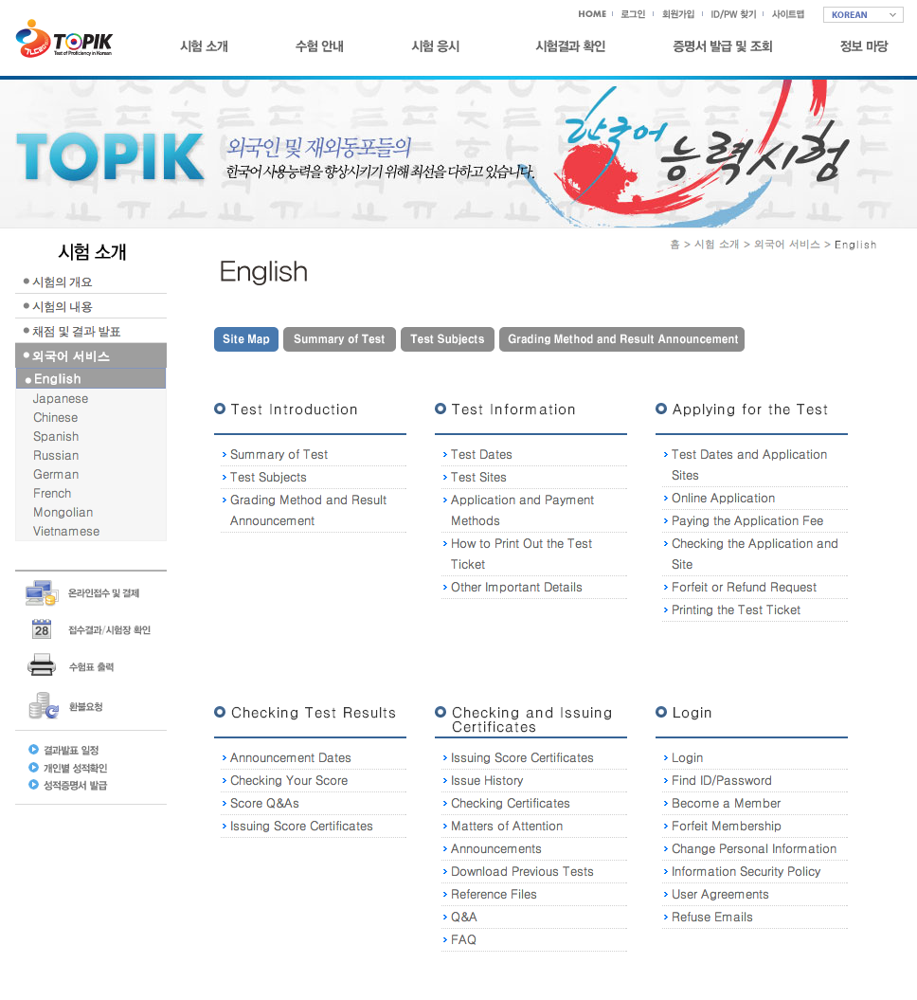 HOME 로그인 회원가입 ID/PW 찾기 사이트맵 KOREAN
TOPIK
Test of Proficiency in Korean
시험 소개 수험 안내 시험 응시 시험결과 확인 증명서 발급 및 조회 정보 마당
TOPIK
외국인 및 재외동포들의
한국어 사용능력을 향상시키기 위해 최선을 다하고 있습니다.
한국어 능력시험
홈 > 시험 소개 > 외국어 서비스 > English
시험 소개
시험의 개요
시험의 내용
채점 및 결과 발표
외국어 서비스
English
Japanese
Chinese
Spanish
Russian
German
French
Mongolian
Vietnamese
온라인접수 및 결제
28
접수결과/시험장 확인
수험표 출력
환불요청
결과발표 일정
개인별 성적확인
성적증명서 발급
English
Site Map Summary of Test Test Subjects Grading Method and Result Announcement
Test Introduction
Summary of Test
Test Subjects
Grading Method and Result
Announcement
Test Information
Test Dates
Test Sites
Application and Payment
Methods
How to Print Out the Test
Ticket
Other Important Details
Applying for the Test
Test Dates and Application
Sites
Online Application
Paying the Application Fee
Checking the Application and
Site
Forfeit or Refund Request
Printing the Test Ticket
Checking Test Results
Announcement Dates
Checking Your Score
Score Q&As
Issuing Score Certificates
Checking and Issuing
Certificates
Issuing Score Certificates
Issue History
Checking Certificates
Matters of Attention
Announcements
Download Previous Tests
Reference Files
Q&A
FAQ
Login
Login
Find ID/Password
Become a Member
Forfeit Membership
Change Personal Information
Information Security Policy
User Agreements
Refuse Emails